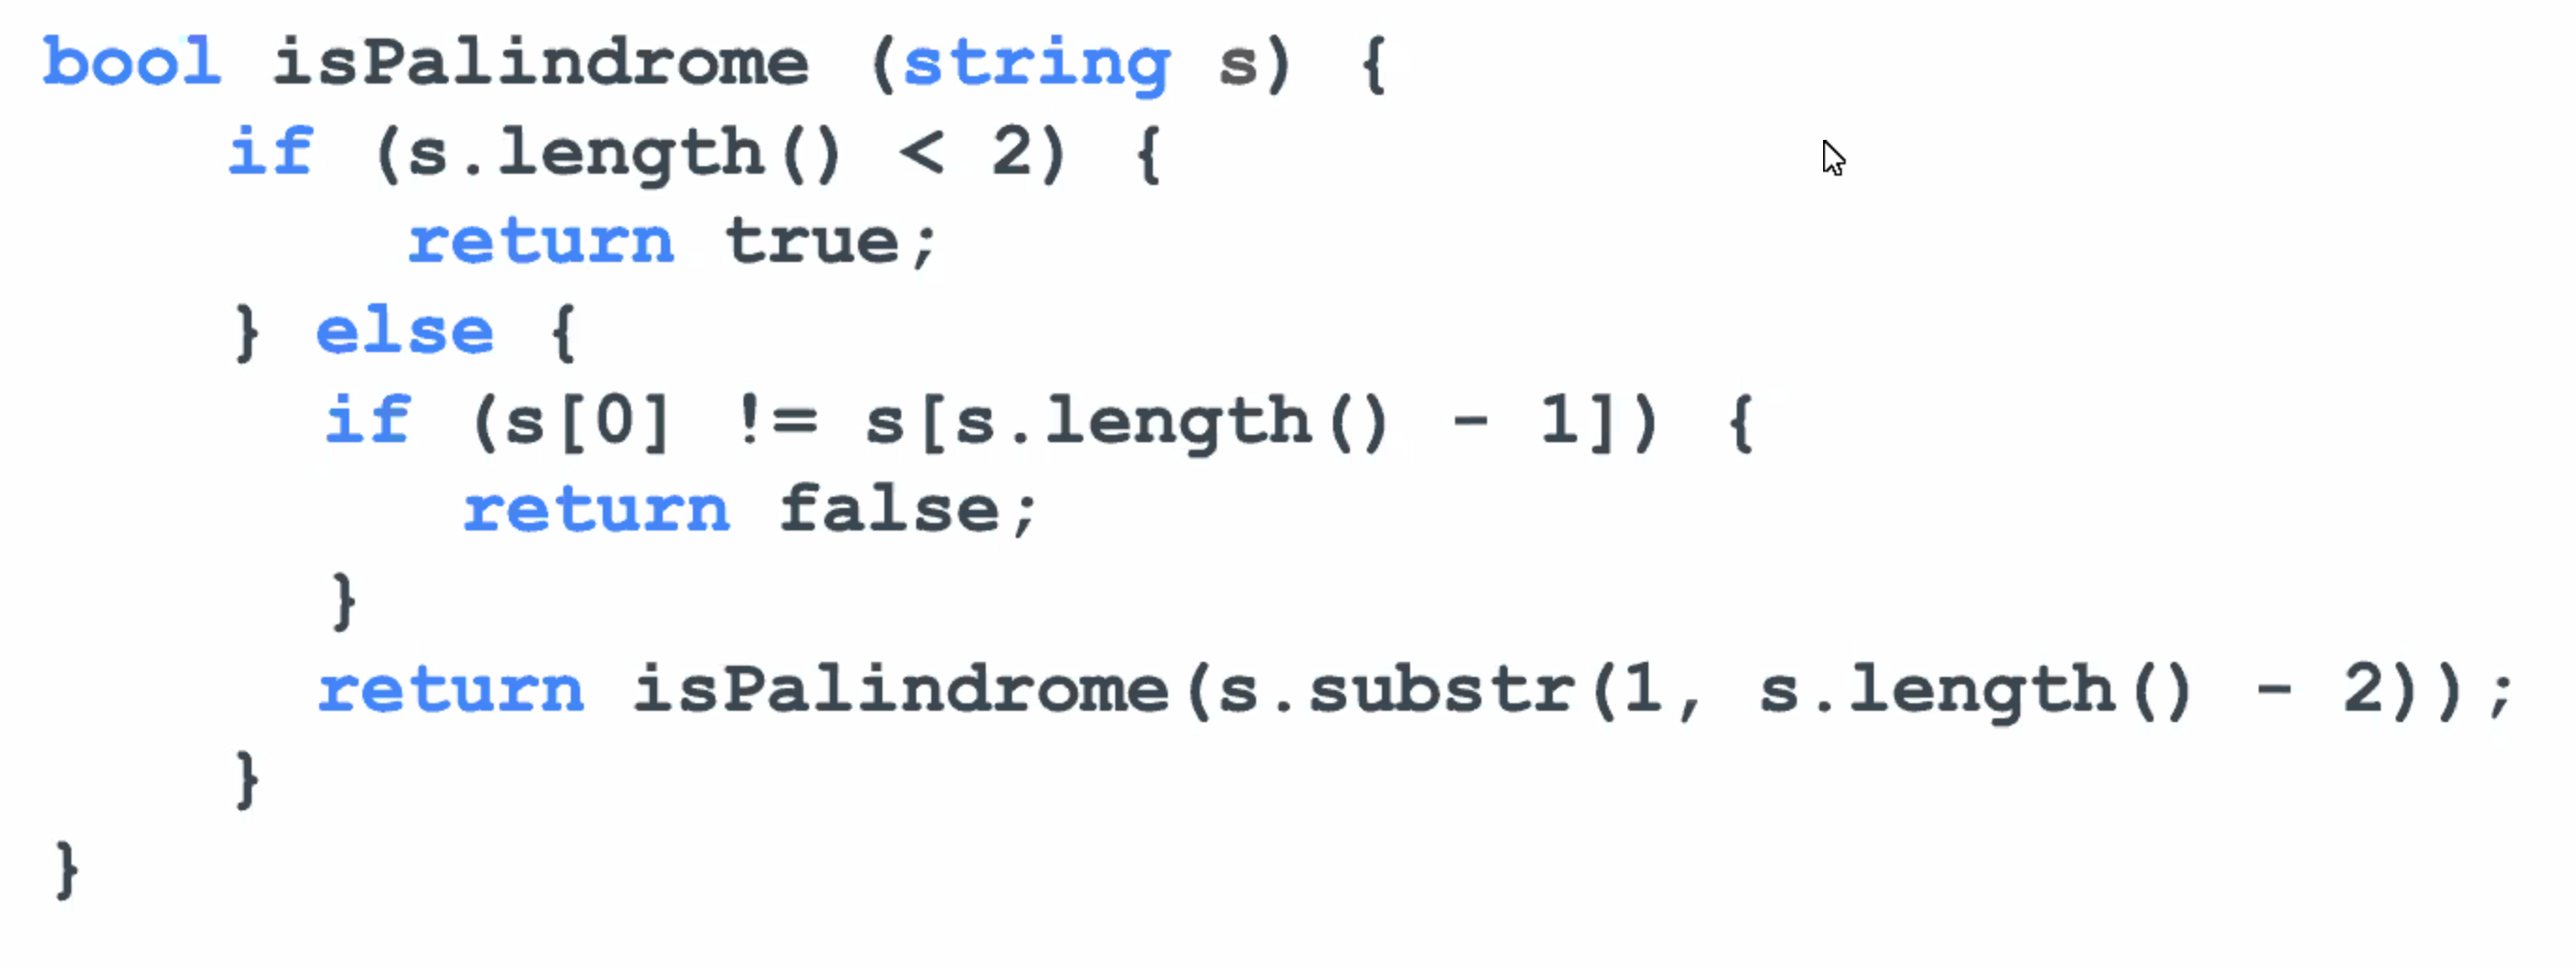 bool isPalindrome (string s) {
if (s.length() < 2) {
return true;
} else {
if (s[0] != s[s.length() - 1]) {
return false;
}
return isPalindrome(s.substr(1, s.length() - 2));
}
}